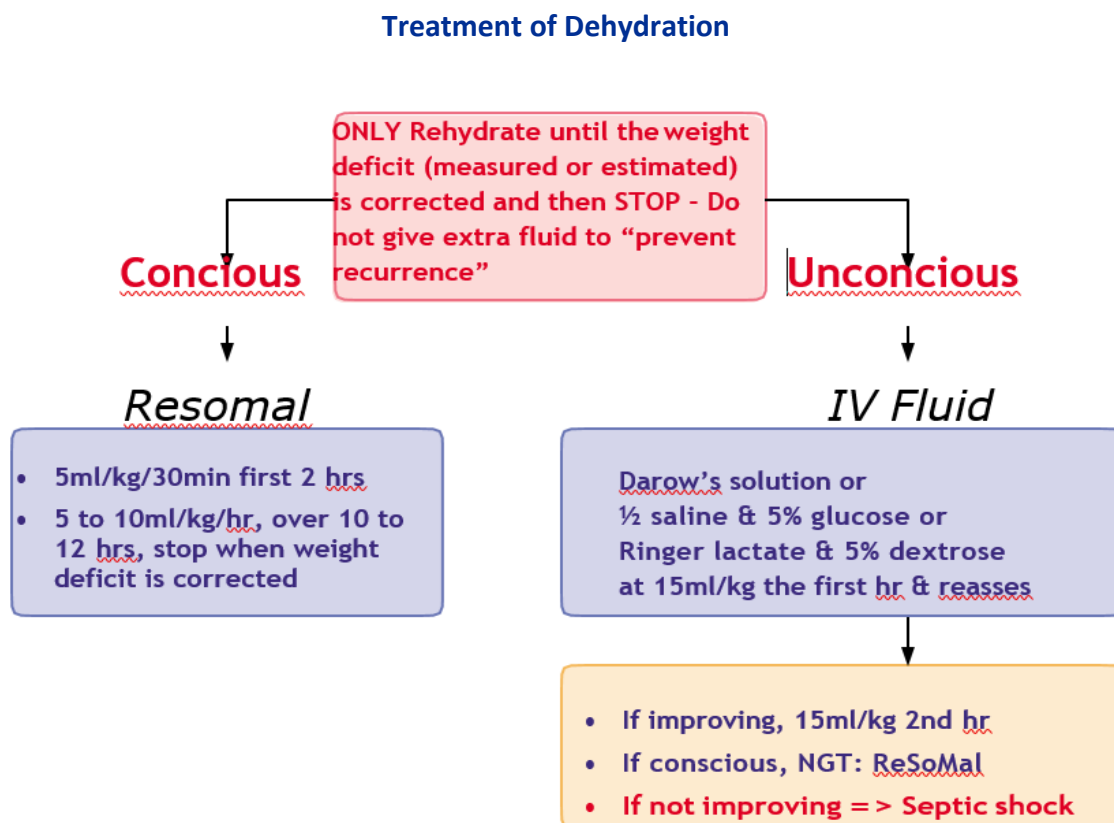 Treatment of Dehydration
ONLY Rehydrate until the weight
deficit (measured or estimated)
is corrected and then STOP - Do
not give extra fluid to “prevent
recurrence”
Concious
Unconcious
Resomal
IV Fluid
• 5ml/kg/30min first 2 hrs
• 5 to 10ml/kg/hr, over 10 to
12 hrs, stop when weight
deficit is corrected
Darow’s solution or
½ saline & 5% glucose or
Ringer lactate & 5% dextrose
at 15ml/kg the first hr & reasses
• If improving, 15ml/kg 2nd hr
• If conscious, NGT: ReSoMal
• If not improving = > Septic shock